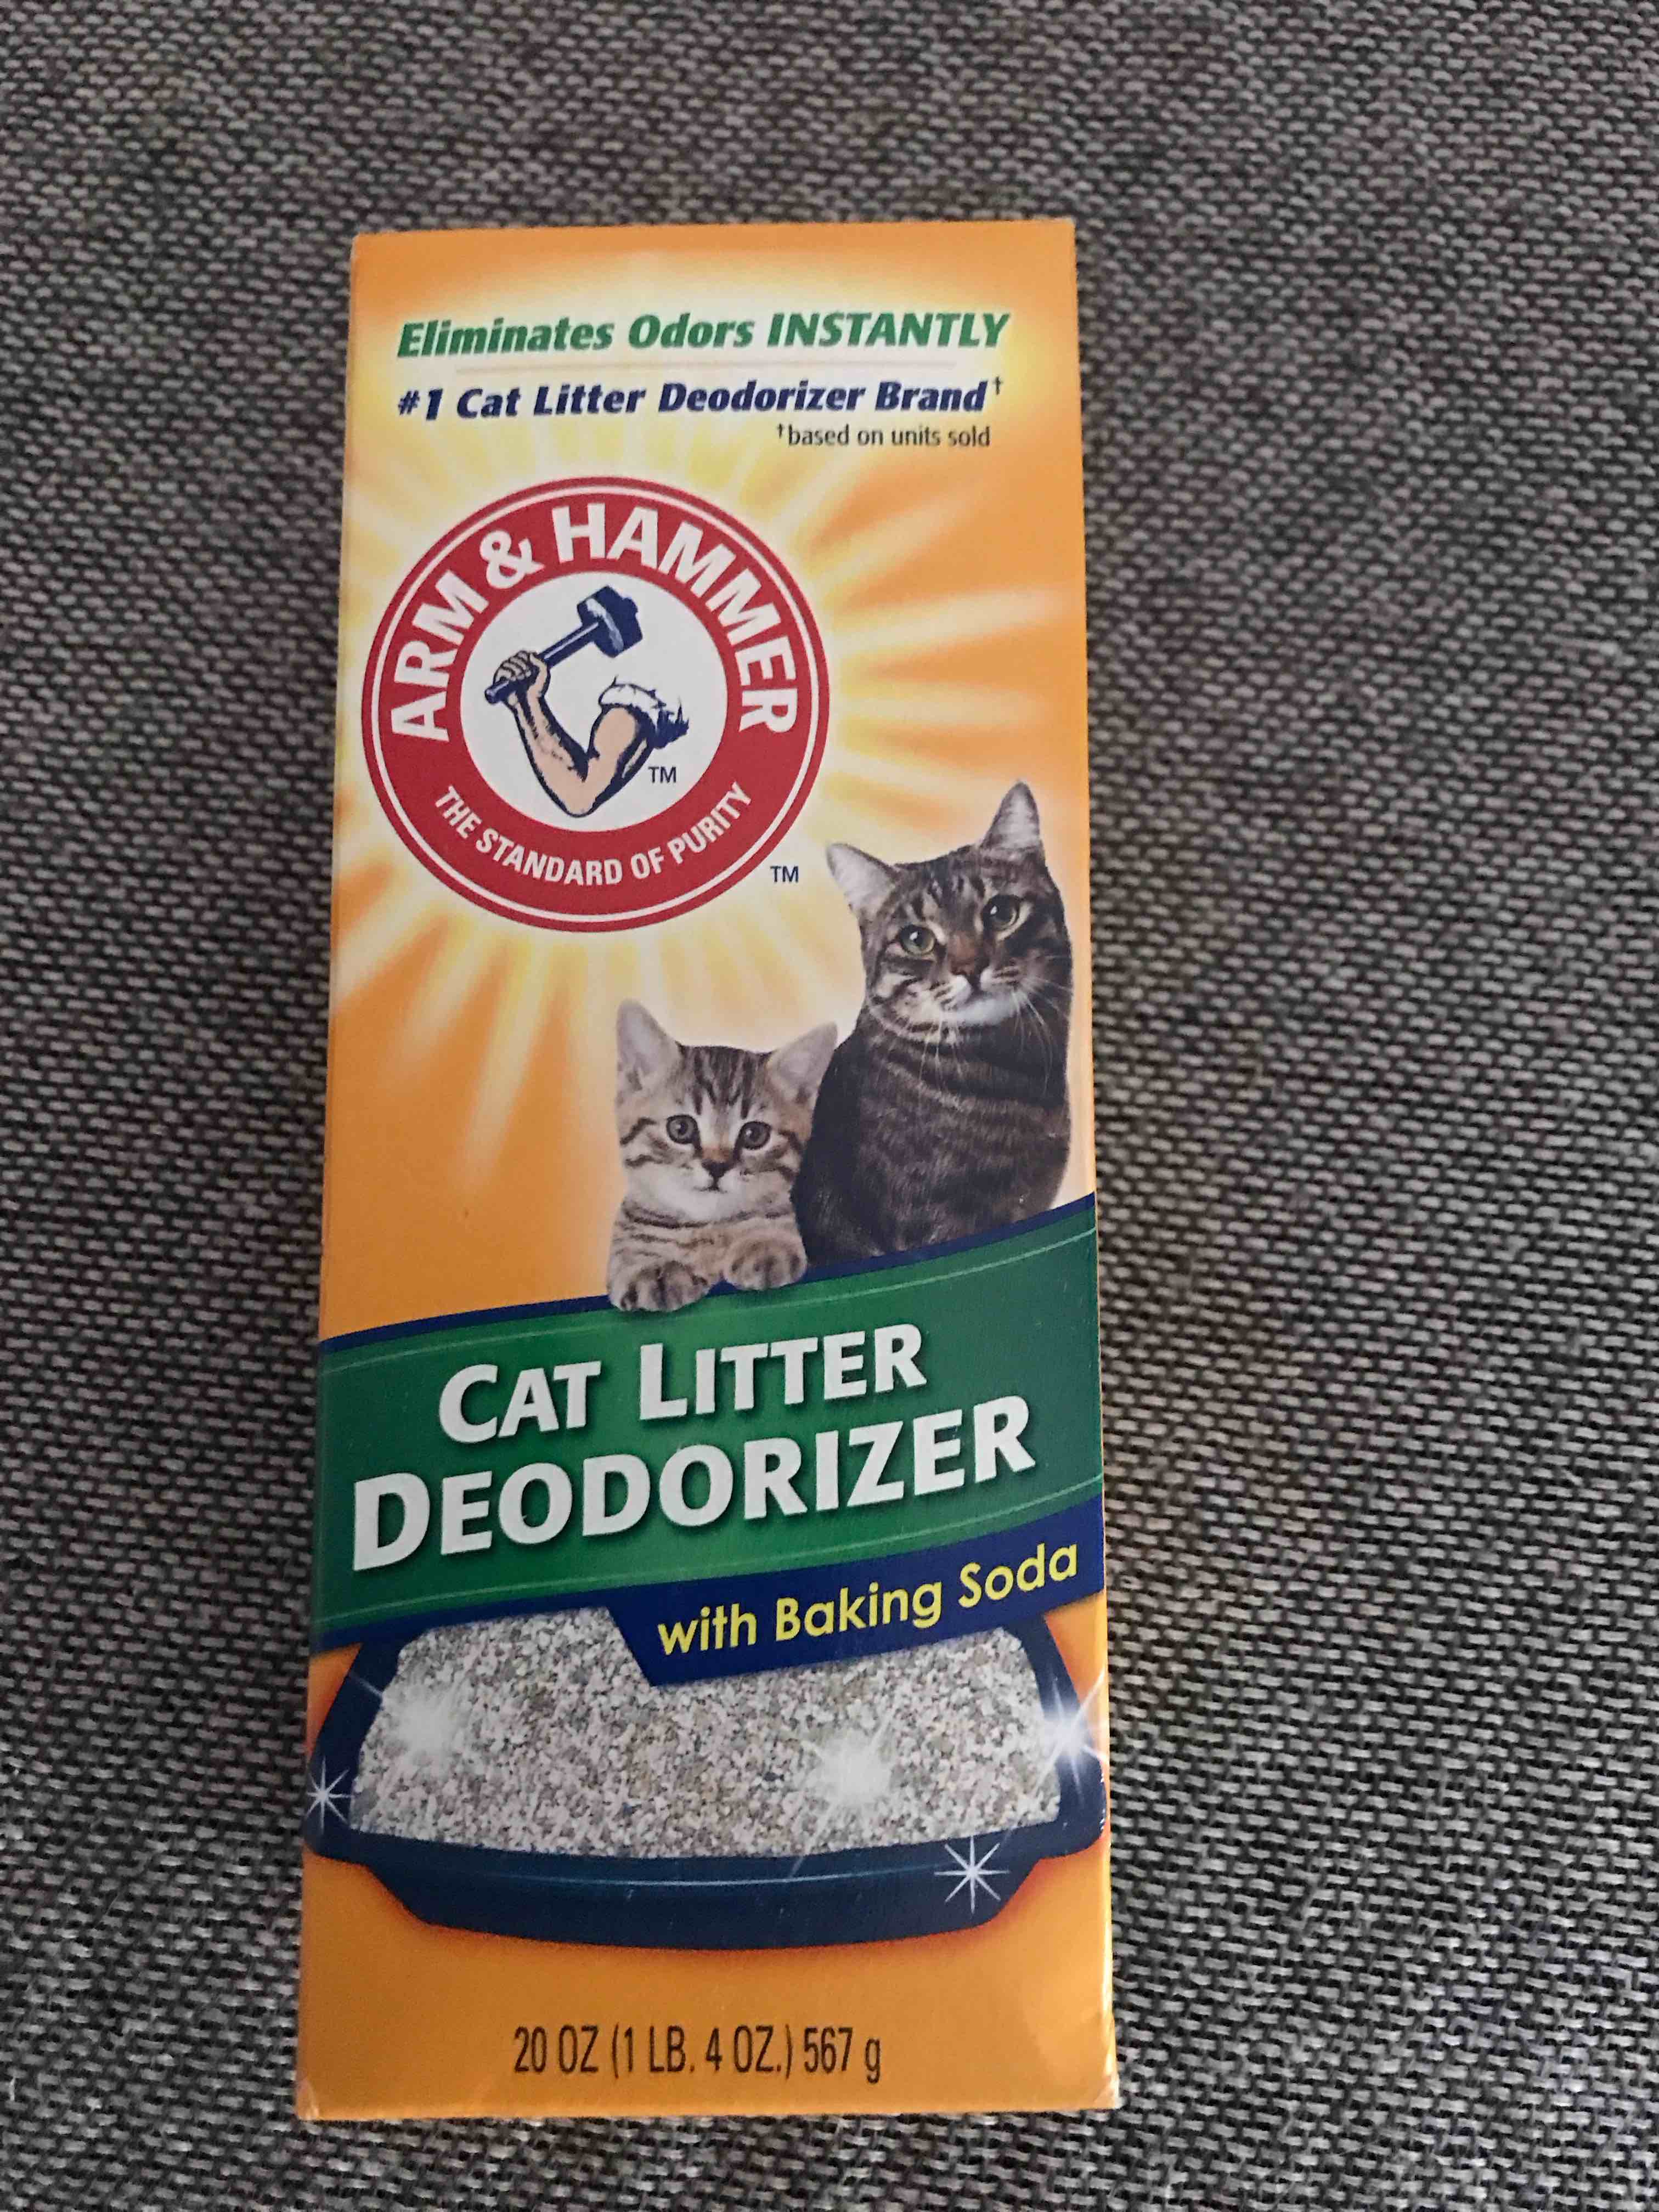 Eliminates Odors INSTANTLY
#1 Cat Litter Deodorizer Brand†
†based on units sold
ARM & HAMMER
TM
THE STANDARD OF PURITY
TM
CAT LITTER
DEODORIZER
with Baking Soda
20 OZ (1 LB. 4 OZ.) 567 g